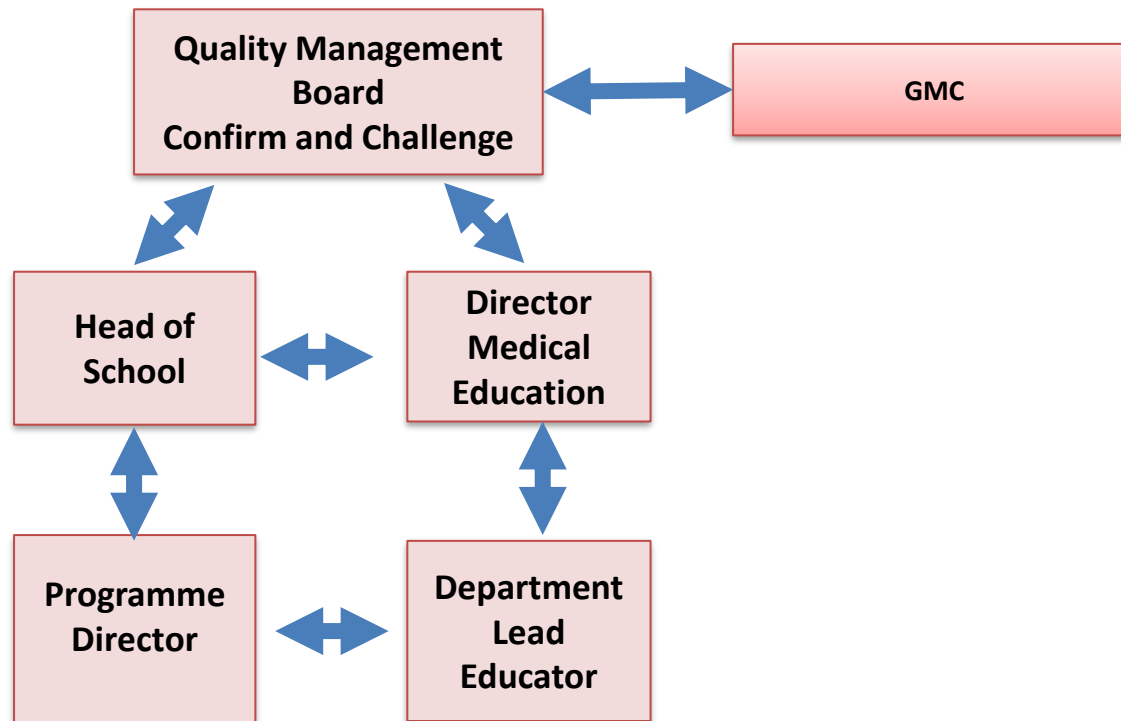 Quality Management
Board
Confirm and Challenge
GMC
Head of
School
Director
Medical
Education
Programme
Director
Department
Lead
Educator